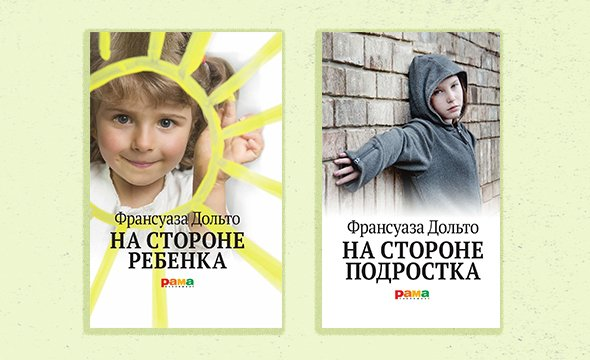 Франсуаза Дольто
НА СТОРОНЕ
РЕБЕНКА
рама
Франсуаза Дольто
НА СТОРОНЕ
ПОДРОСТКА
рама